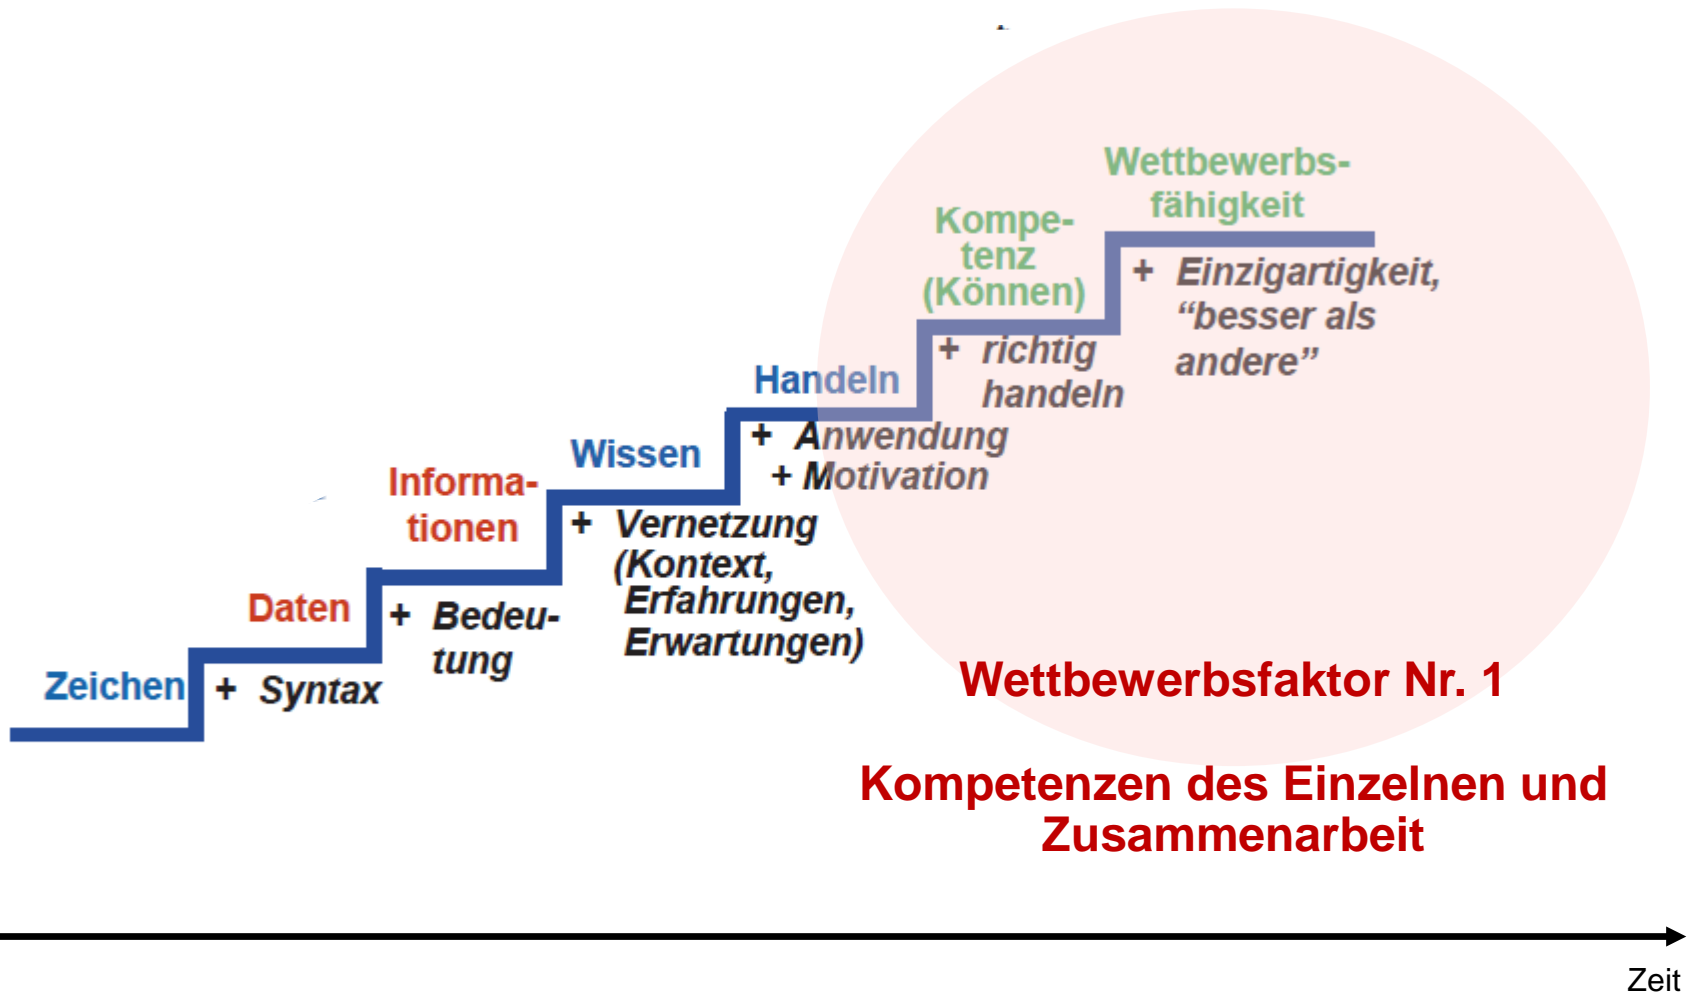 Wettbewerbs-
fähigkeit
+ Einzigartigkeit,
“besser als
andere”
Kompe-
tenz
(Können)
+ richtig
handeln
Handeln
+ Anwendung
+ Motivation
Wissen
+ Vernetzung
(Kontext,
Erfahrungen,
Erwartungen)
Informa-
tionen
+ Bedeu-
tung
Daten
+ Syntax
Zeichen
Wettbewerbsfaktor Nr. 1
Kompetenzen des Einzelnen und
Zusammenarbeit
Zeit